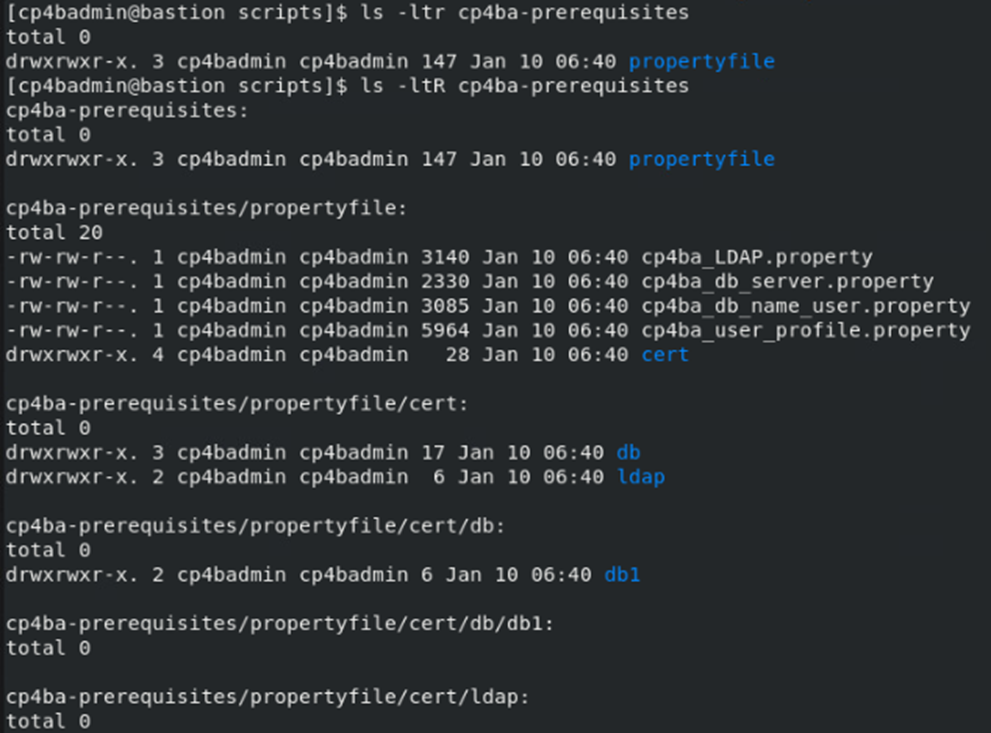 [cp4badmin@bastion scripts]$ ls -ltr cp4ba-prerequisites
total 0
drwxrwxr-x. 3 cp4badmin cp4badmin 147 Jan 10 06:40 propertyfile
[cp4badmin@bastion scripts]$ ls -ltR cp4ba-prerequisites
cp4ba-prerequisites:
total 0
drwxrwxr-x. 3 cp4badmin cp4badmin 147 Jan 10 06:40 propertyfile

cp4ba-prerequisites/propertyfile:
total 20
-rw-rw-r--. 1 cp4badmin cp4badmin 3140 Jan 10 06:40 cp4ba_LDAP.property
-rw-rw-r--. 1 cp4badmin cp4badmin 2330 Jan 10 06:40 cp4ba_db_server.property
-rw-rw-r--. 1 cp4badmin cp4badmin 3085 Jan 10 06:40 cp4ba_db_name_user.property
-rw-rw-r--. 1 cp4badmin cp4badmin 5964 Jan 10 06:40 cp4ba_user_profile.property
drwxrwxr-x. 4 cp4badmin cp4badmin   28 Jan 10 06:40 cert

cp4ba-prerequisites/propertyfile/cert:
total 0
drwxrwxr-x. 3 cp4badmin cp4badmin 17 Jan 10 06:40 db
drwxrwxr-x. 2 cp4badmin cp4badmin  6 Jan 10 06:40 ldap

cp4ba-prerequisites/propertyfile/cert/db:
total 0
drwxrwxr-x. 2 cp4badmin cp4badmin 6 Jan 10 06:40 db1

cp4ba-prerequisites/propertyfile/cert/db/db1:
total 0

cp4ba-prerequisites/propertyfile/cert/ldap:
total 0